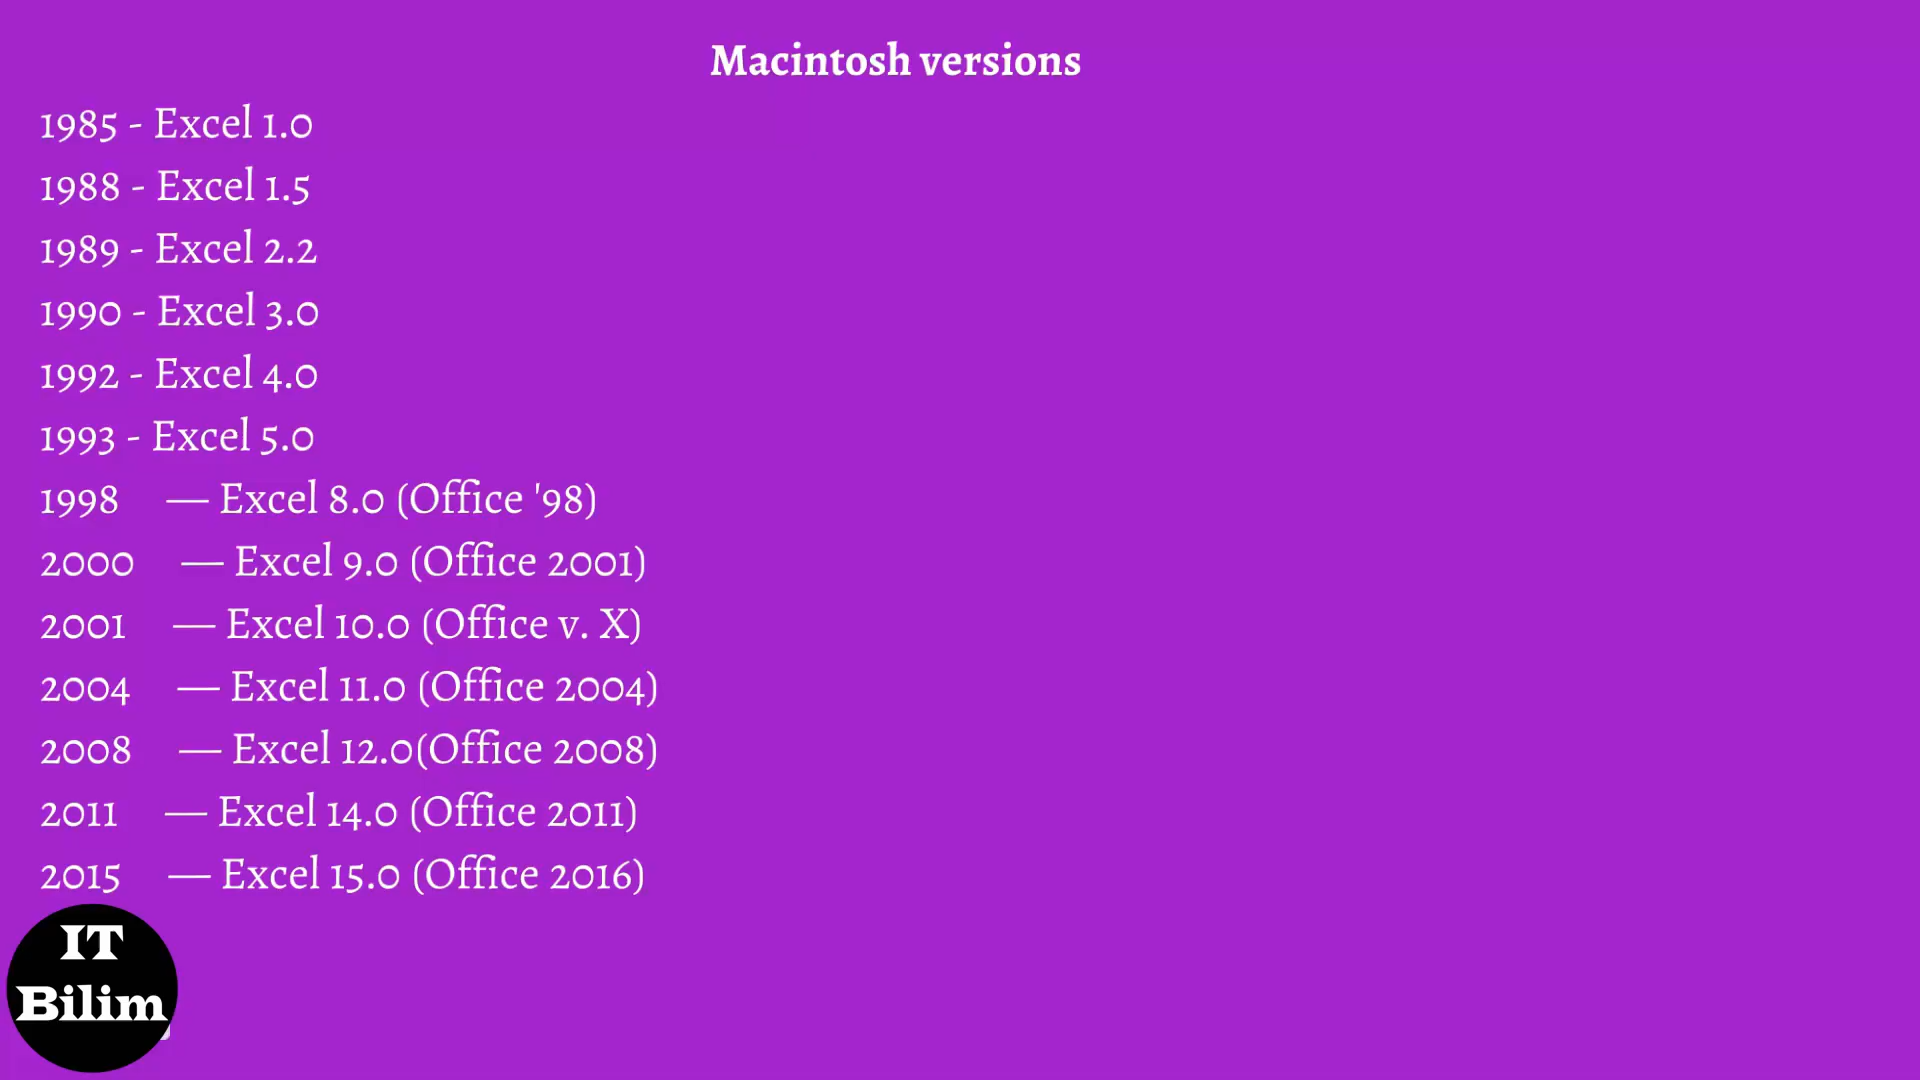 Macintosh versions
1985 - Excel 1.0
1988 - Excel 1.5
1989 - Excel 2.2
1990 - Excel 3.0
1992 - Excel 4.0
1993 - Excel 5.0
1998 — Excel 8.0 (Office '98)
2000 — Excel 9.0 (Office 2001)
2001 — Excel 10.0 (Office v. X)
2004 — Excel 11.0 (Office 2004)
2008 — Excel 12.0(Office 2008)
2011 — Excel 14.0 (Office 2011)
2015 — Excel 15.0 (Office 2016)
IT
Bilim